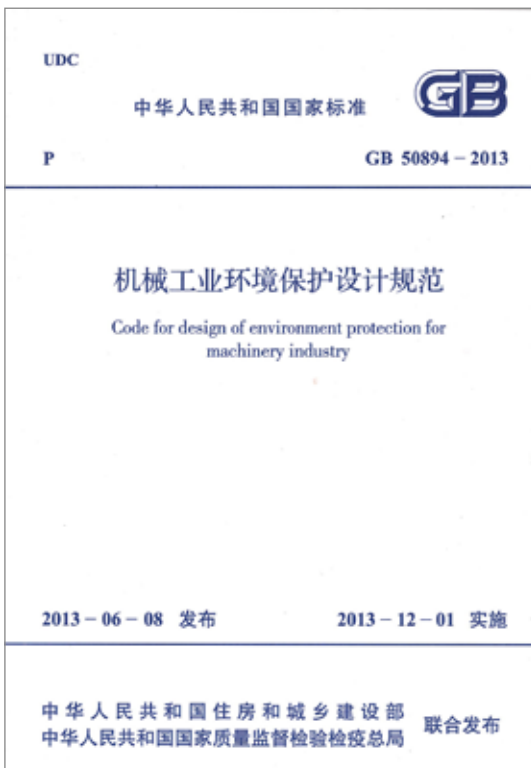 UDC
中华人民共和国国家标准
GB
P
GB 50894－2013
机械工业环境保护设计规范
Code for design of environment protection for
machinery industry
2013－06－08 发布
2013－12－01 实施
中华人民共和国住房和城乡建设部
中华人民共和国国家质量监督检验检疫总局
联合发布